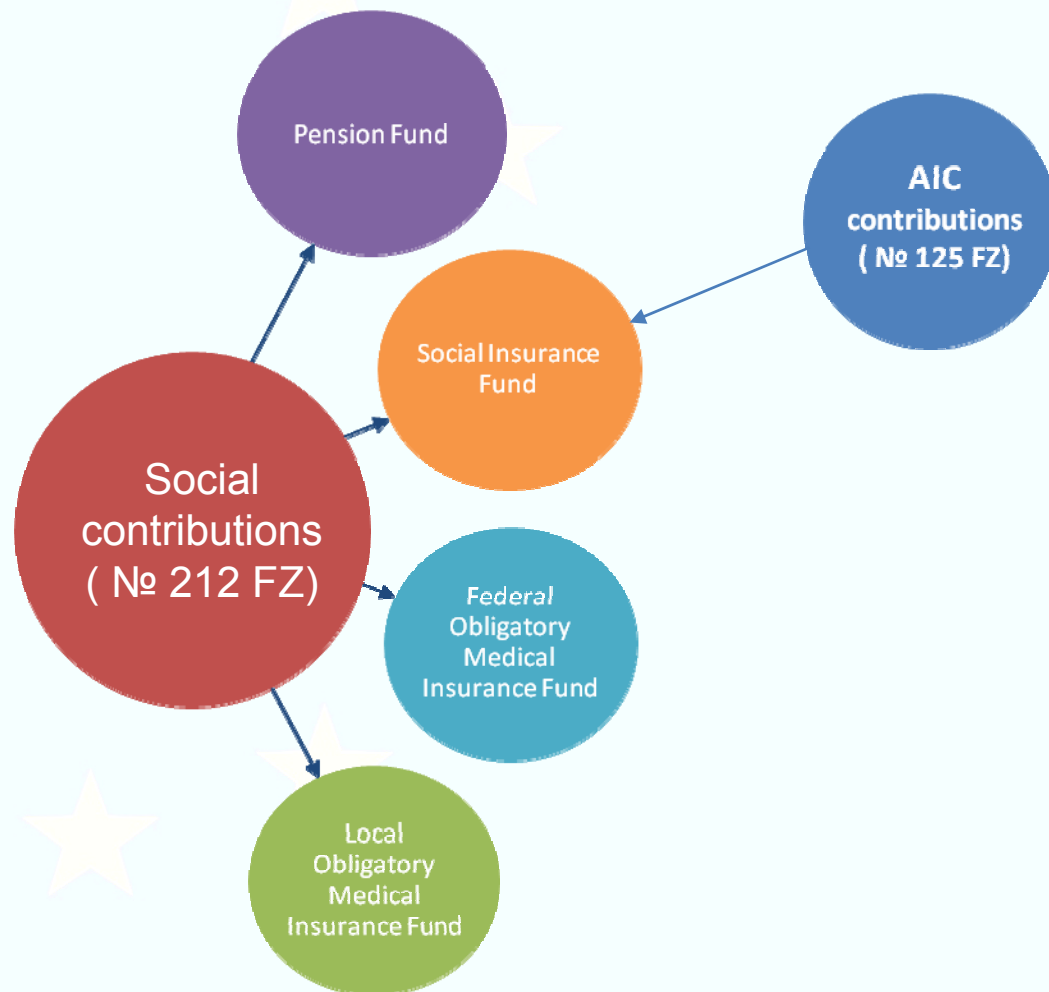 Pension Fund
AIC
contributions
( № 125 FZ)
Social Insurance
Fund
Social
contributions
( № 212 FZ)
Federal
Obligatory
Medical
Insurance Fund
Local
Obligatory
Medical
Insurance Fund